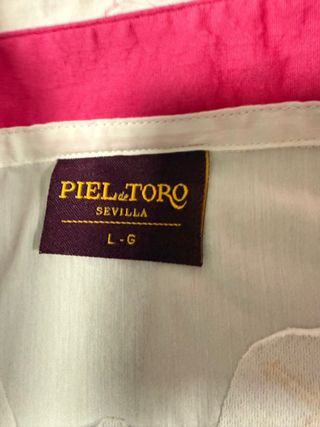 PIEL de TORO
SEVILLA
L - G